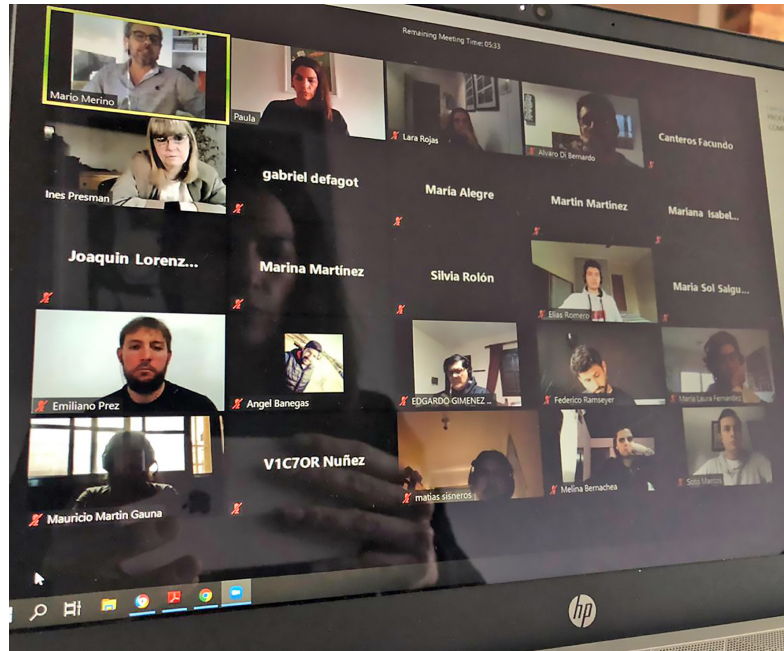 Remaining Meeting Time: 05:33
Mario Merino
Paula
Lara Rojas
Alvaro Di Bernardo
Canteros Facundo
Ines Presman
gabriel defagot
María Alegre
Martin Martinez
Mariana Isabel...
Joaquin Lorenz...
Marina Martínez
Silvia Rolón
Elias Romero
Maria Sol Salgu...
Emiliano Prez
Angel Banegas
EDGARDO GIMENEZ ...
Federico Ramseyer
Maria Laura Fernandez
Mauricio Martin Gauna
V1C7OR Nuñez
matias sisneros
Melina Bernachea
Soto Marcos
hp